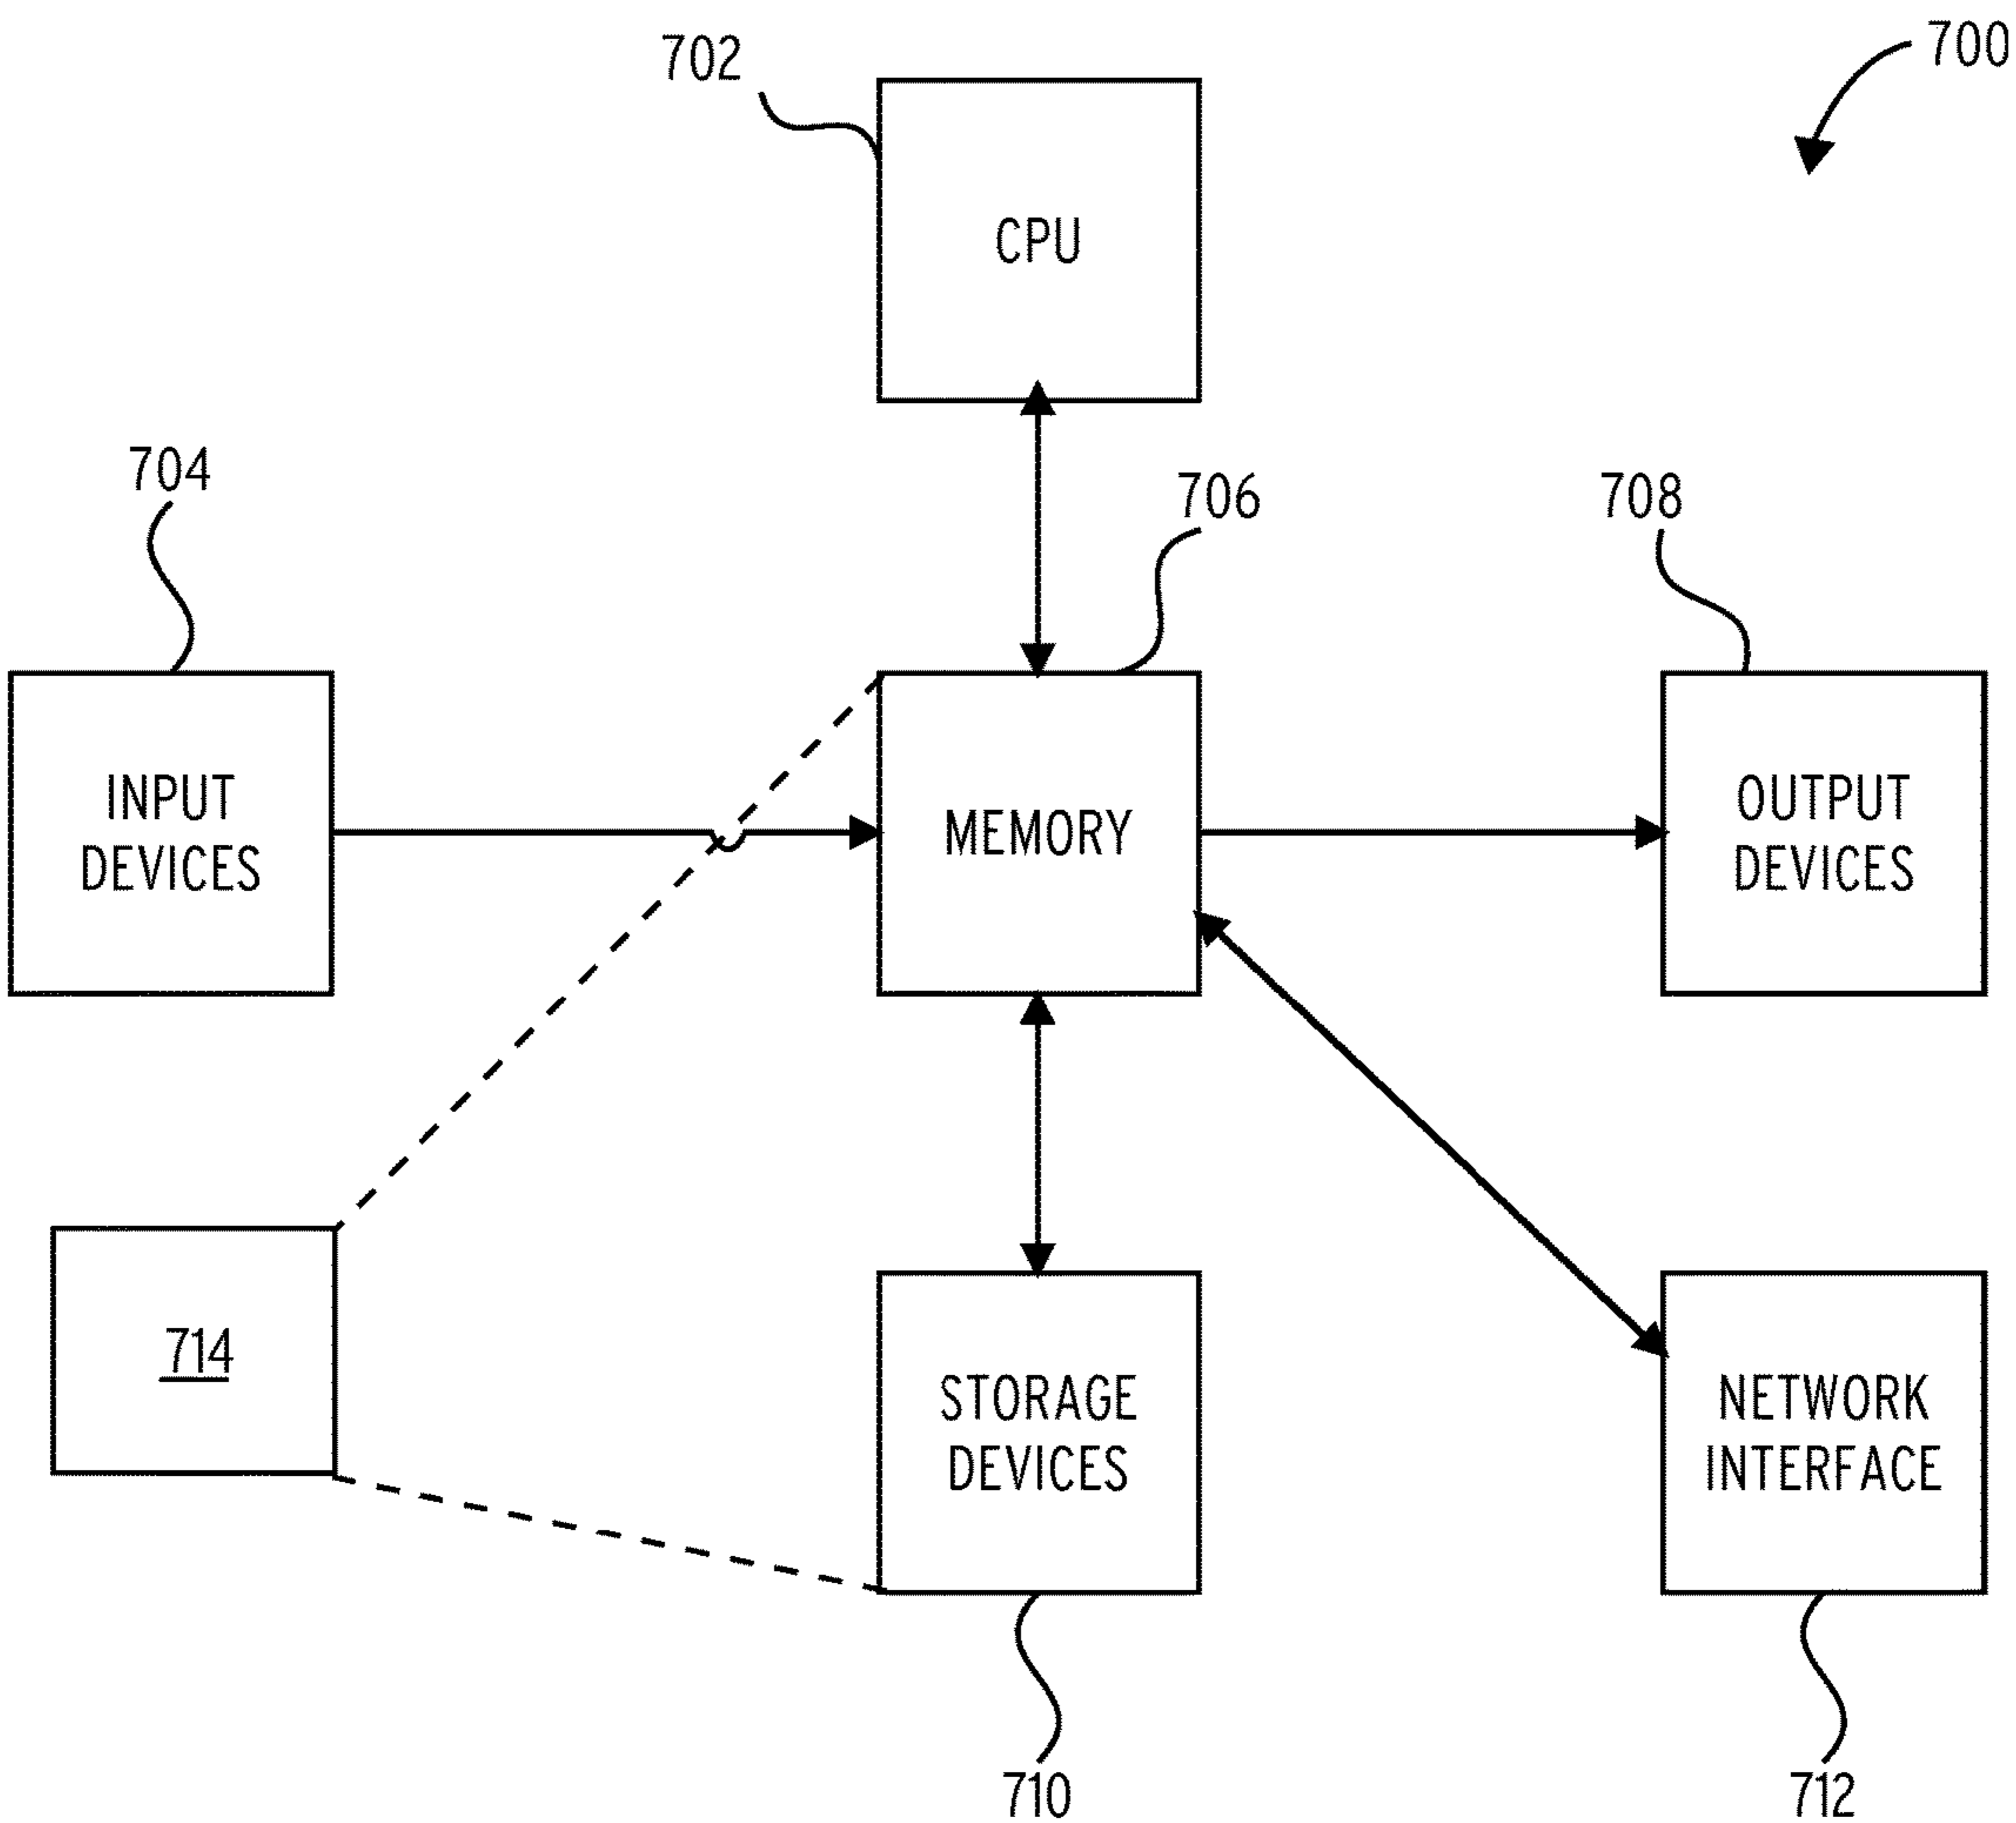 700
702
CPU
704
706
708
INPUT
DEVICES
MEMORY
OUTPUT
DEVICES
714
STORAGE
DEVICES
NETWORK
INTERFACE
710
712